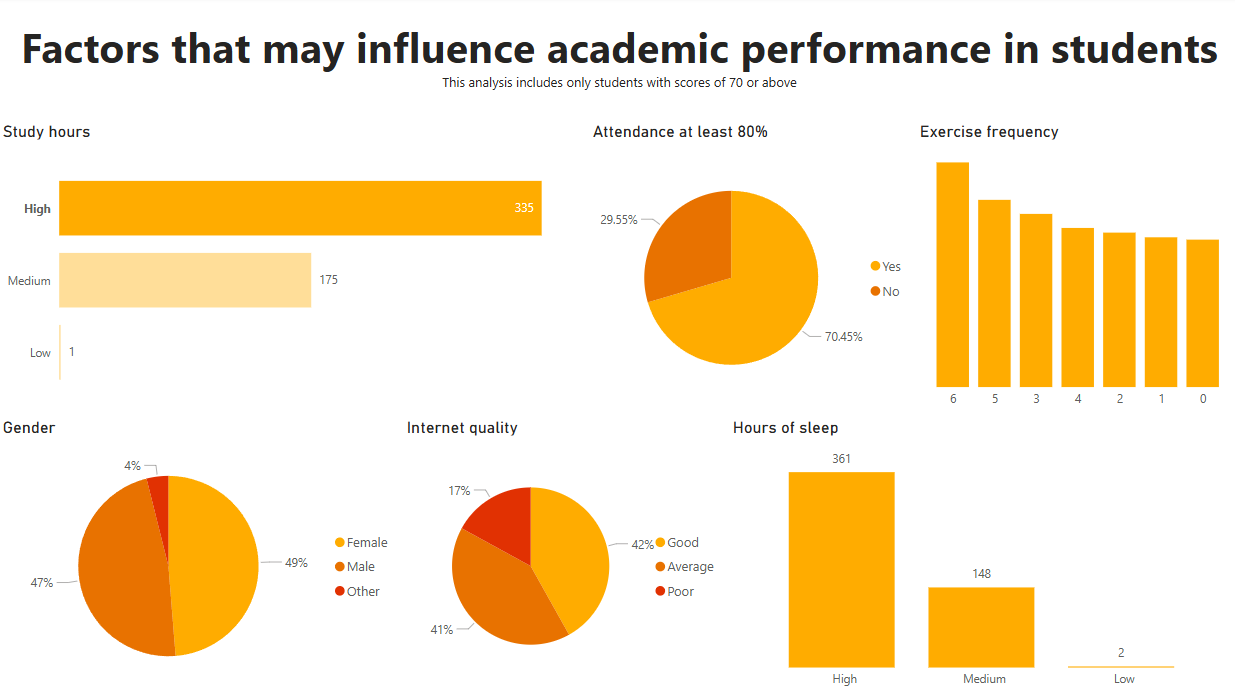 Factors that may influence academic performance in students
This analysis includes only students with scores of 70 or above
Study hours
High
335
Medium
175
Low
1
Attendance at least 80%
29.55%
70.45%
Yes
No
Exercise frequency
6 5 3 4 2 1 0
Gender
4%
49%
47%
Female
Male
Other
Internet quality
17%
42%
41%
Good
Average
Poor
Hours of sleep
361
148
2
High Medium Low